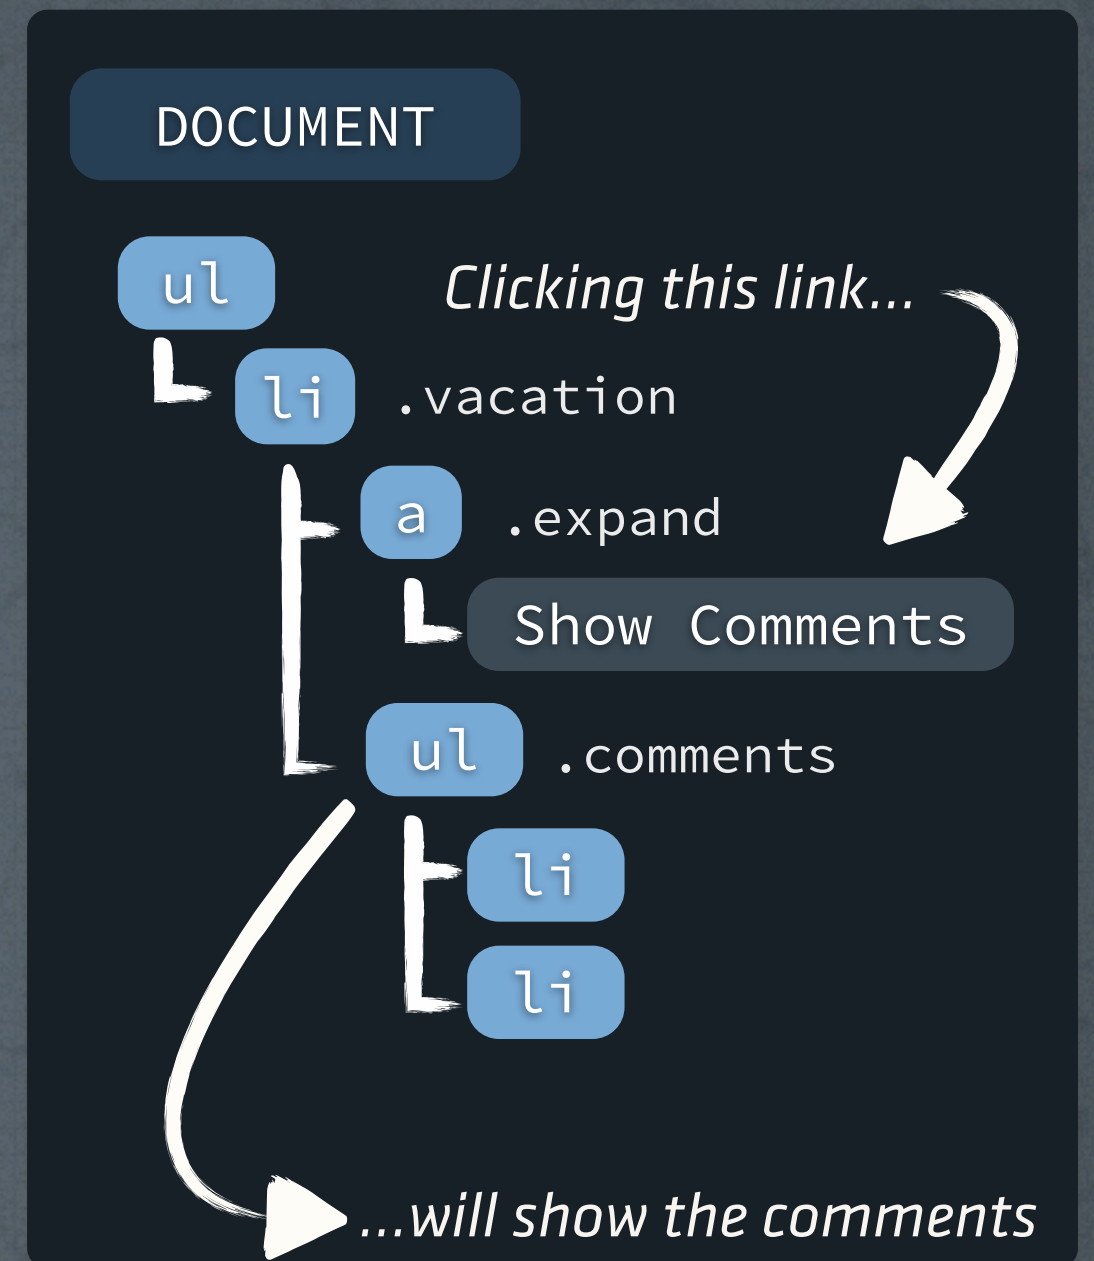 DOCUMENT
ul
Clicking this link...
li .vacation
a .expand
Show Comments
ul .comments
li
li
...will show the comments